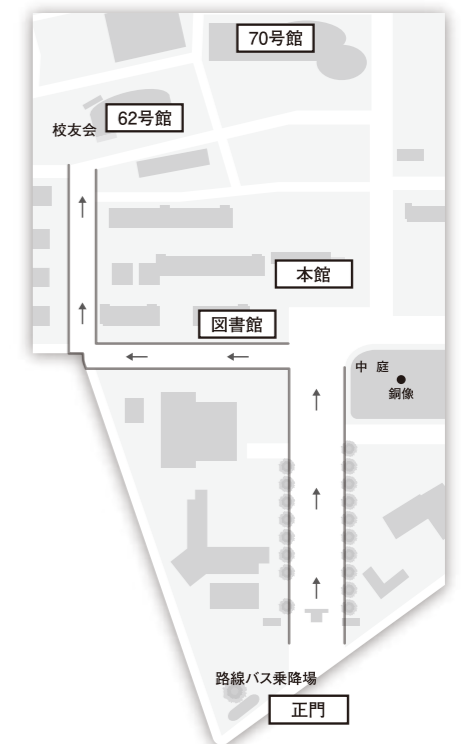 70号館
62号館
校友会
本館
図書館
中 庭
銅像
路線バス乗降場
正門